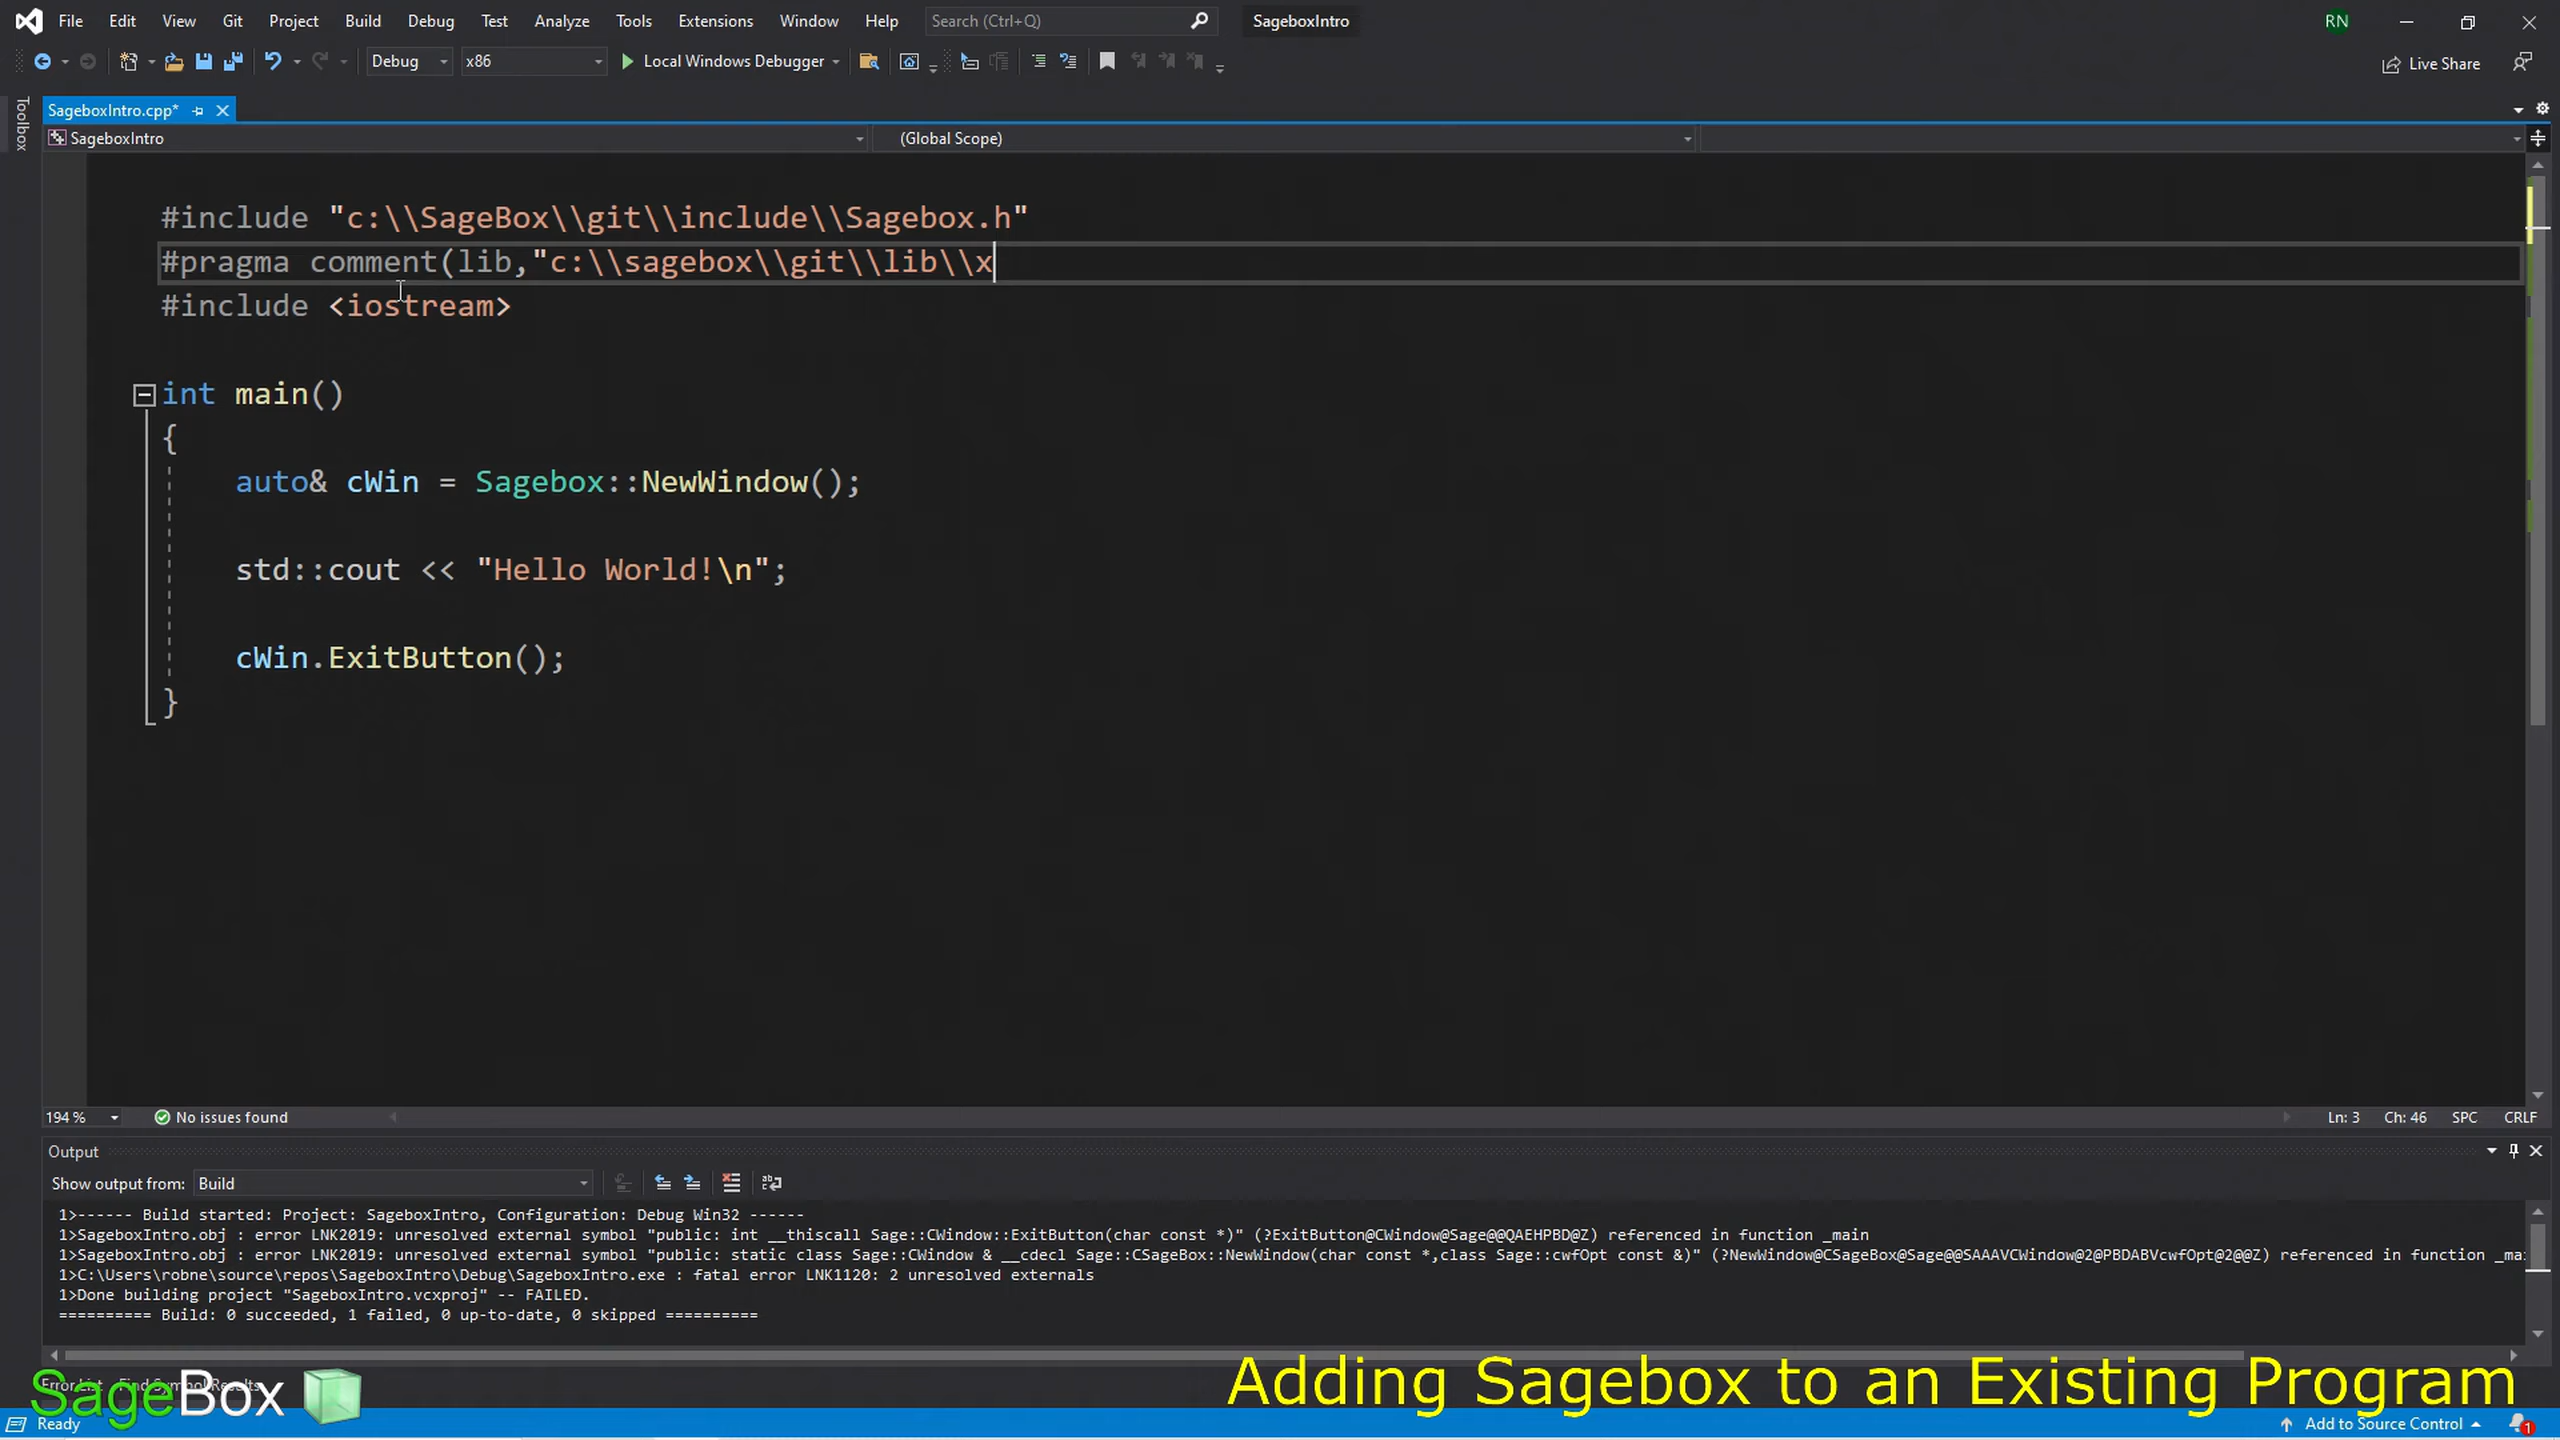 File Edit View Git Project Build Debug Test Analyze Tools Extensions Window Help Search (Ctrl+Q) SageboxIntro RN
Debug x86 Local Windows Debugger Live Share
Toolbox
SageboxIntro.cpp*
SageboxIntro (Global Scope)
#include "c:\\SageBox\\git\\include\\Sagebox.h"
#pragma comment(lib,"c:\\sagebox\\git\\lib\\x
#include <iostream>
int main()
{
auto& cWin = Sagebox::NewWindow();
std::cout << "Hello World!\n";
cWin.ExitButton();
}
194 % No issues found Ln: 3 Ch: 46 SPC CRLF
Output
Show output from: Build
1>------ Build started: Project: SageboxIntro, Configuration: Debug Win32 ------
1>SageboxIntro.obj : error LNK2019: unresolved external symbol "public: int __thiscall Sage::CWindow::ExitButton(char const *)" (?ExitButton@CWindow@Sage@@QAEHPBD@Z) referenced in function _main
1>SageboxIntro.obj : error LNK2019: unresolved external symbol "public: static class Sage::CWindow & __cdecl Sage::CSageBox::NewWindow(char const *,class Sage::cwfOpt const &)" (?NewWindow@CSageBox@Sage@@SAAAVCWindow@2@PBDABVcwfOpt@2@@Z) referenced in function _mai
1>C:\Users\robne\source\repos\SageboxIntro\Debug\SageboxIntro.exe : fatal error LNK1120: 2 unresolved externals
1>Done building project "SageboxIntro.vcxproj" -- FAILED.
========== Build: 0 succeeded, 1 failed, 0 up-to-date, 0 skipped ==========
Error List Find Symbol Results
SageBox Adding Sagebox to an Existing Program
Ready Add to Source Control 1